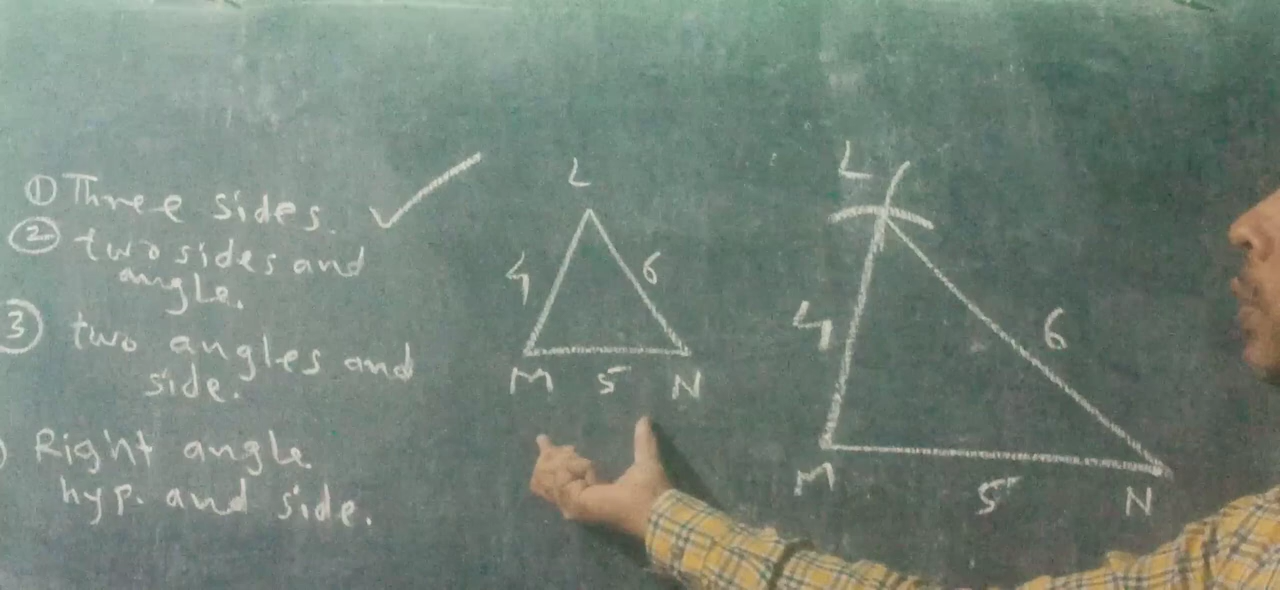 ① Three sides.
② two sides and
angle.
③ two angles and
side.
) Right angle
hyp. and side.
L
4 6
M 5 N
L
4 6
M 5 N